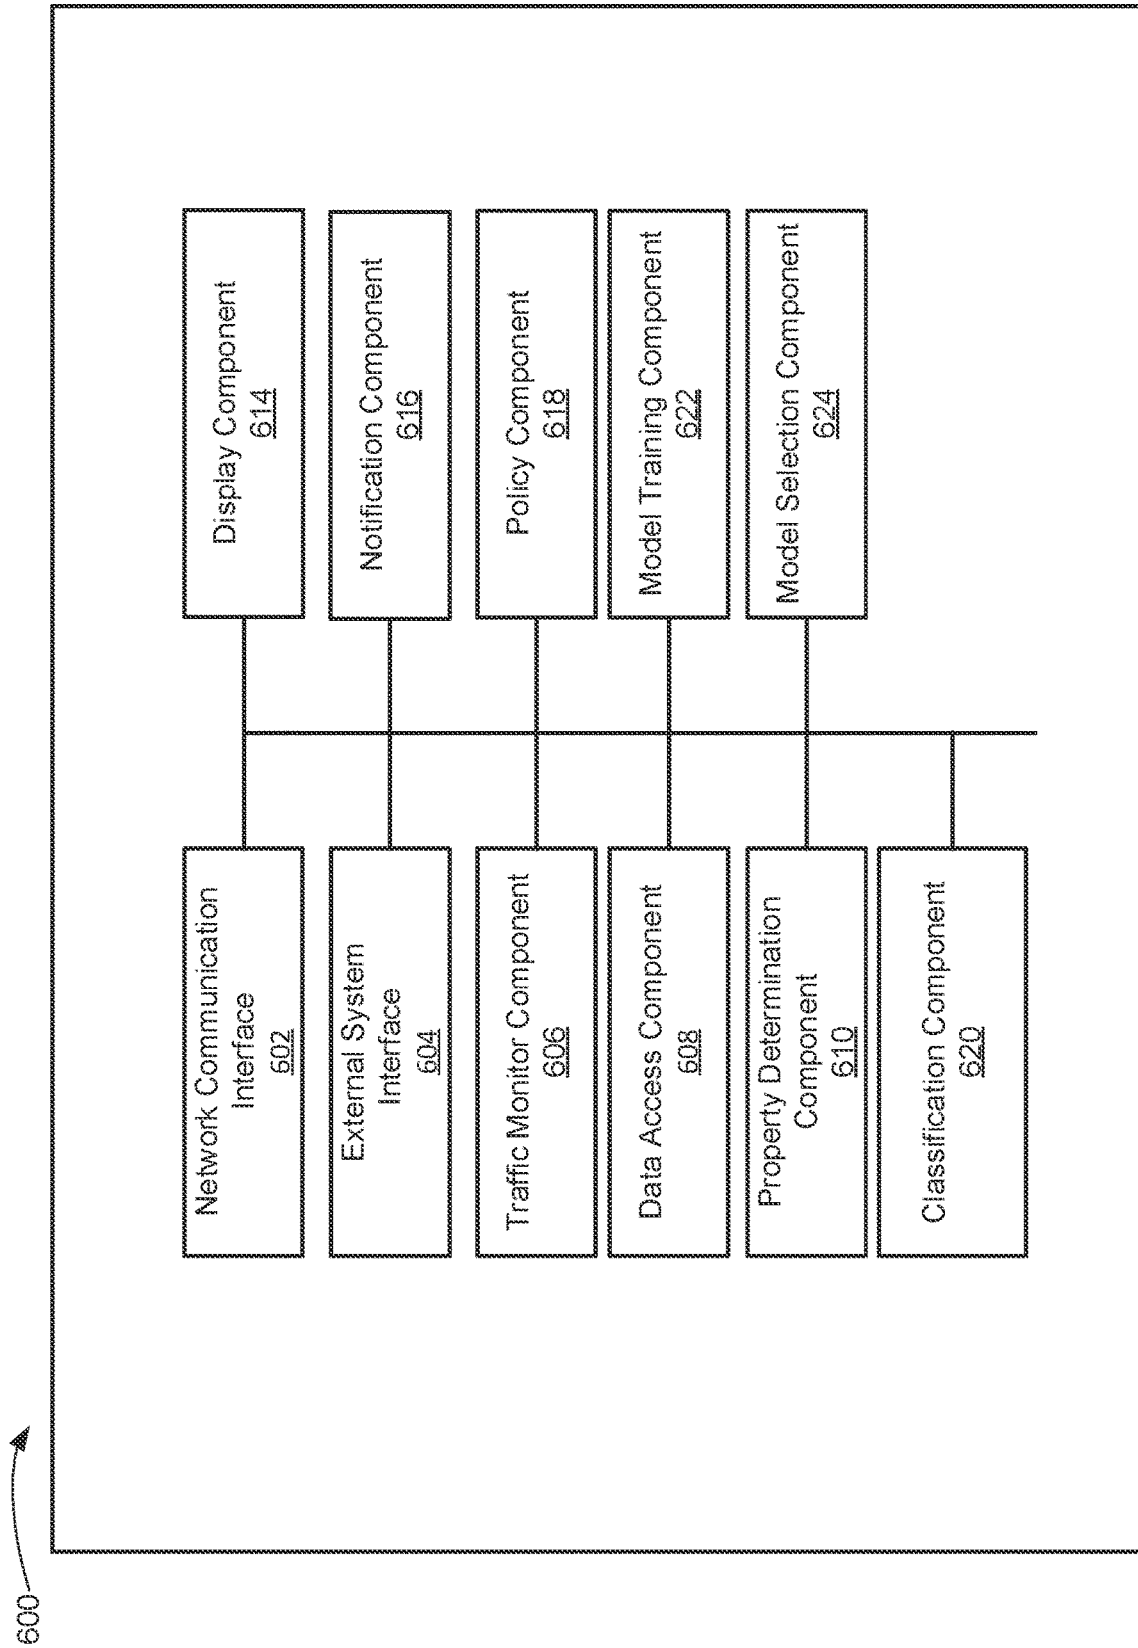 600
Network Communication
Interface
602
External System
Interface
604
Traffic Monitor Component
606
Data Access Component
608
Property Determination
Component
610
Classification Component
620
Display Component
614
Notification Component
616
Policy Component
618
Model Training Component
622
Model Selection Component
624